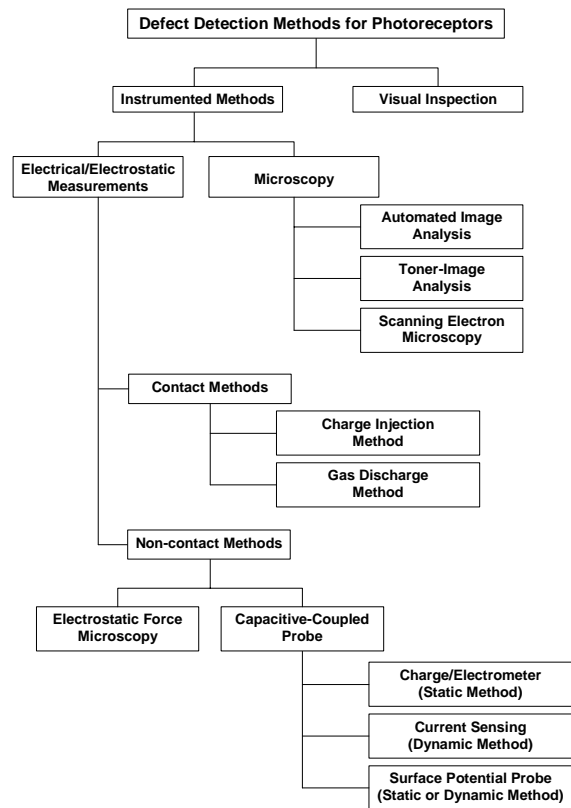 Defect Detection Methods for Photoreceptors
Instrumented Methods
Visual Inspection
Electrical/Electrostatic
Measurements
Microscopy
Automated Image
Analysis
Toner-Image
Analysis
Scanning Electron
Microscopy
Contact Methods
Charge Injection
Method
Gas Discharge
Method
Non-contact Methods
Electrostatic Force
Microscopy
Capacitive-Coupled
Probe
Charge/Electrometer
(Static Method)
Current Sensing
(Dynamic Method)
Surface Potential Probe
(Static or Dynamic Method)